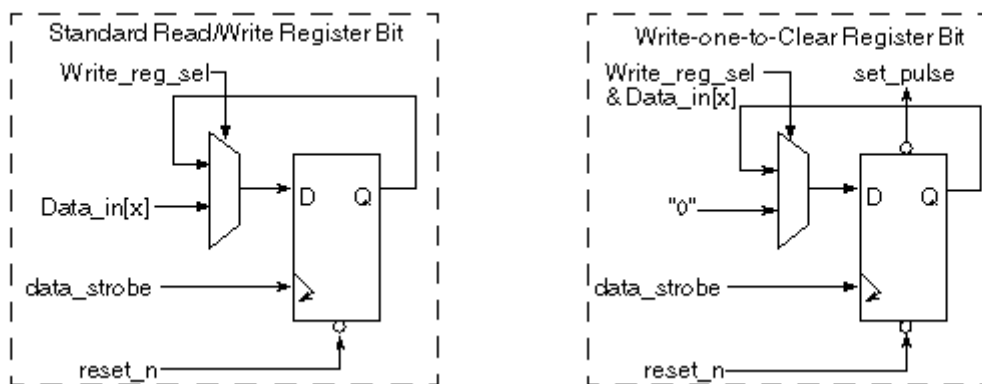 Standard Read/Write Register Bit
Write_reg_sel
Data_in[x]
D Q
data_strobe
reset_n
Write-one-to-Clear Register Bit
Write_reg_sel
& Data_in[x]
set_pulse
"0"
D Q
data_strobe
reset_n